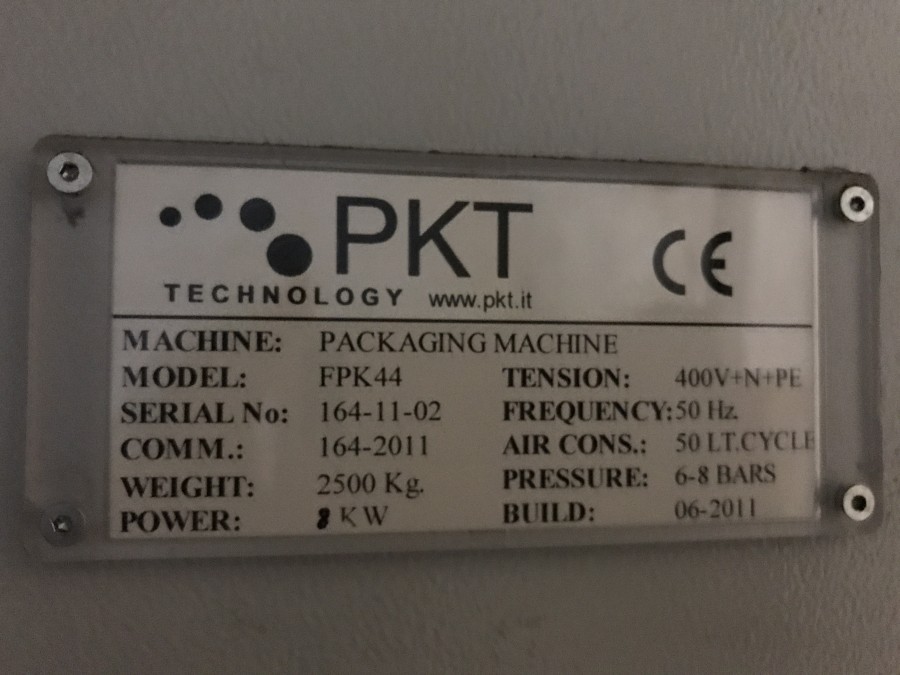 PKT
TECHNOLOGY www.pkt.it
CE
MACHINE: PACKAGING MACHINE
MODEL: FPK44 TENSION: 400V+N+PE
SERIAL No: 164-11-02 FREQUENCY: 50 Hz.
COMM.: 164-2011 AIR CONS.: 50 LT.CYCLE
WEIGHT: 2500 Kg. PRESSURE: 6-8 BARS
POWER: 8 KW BUILD: 06-2011